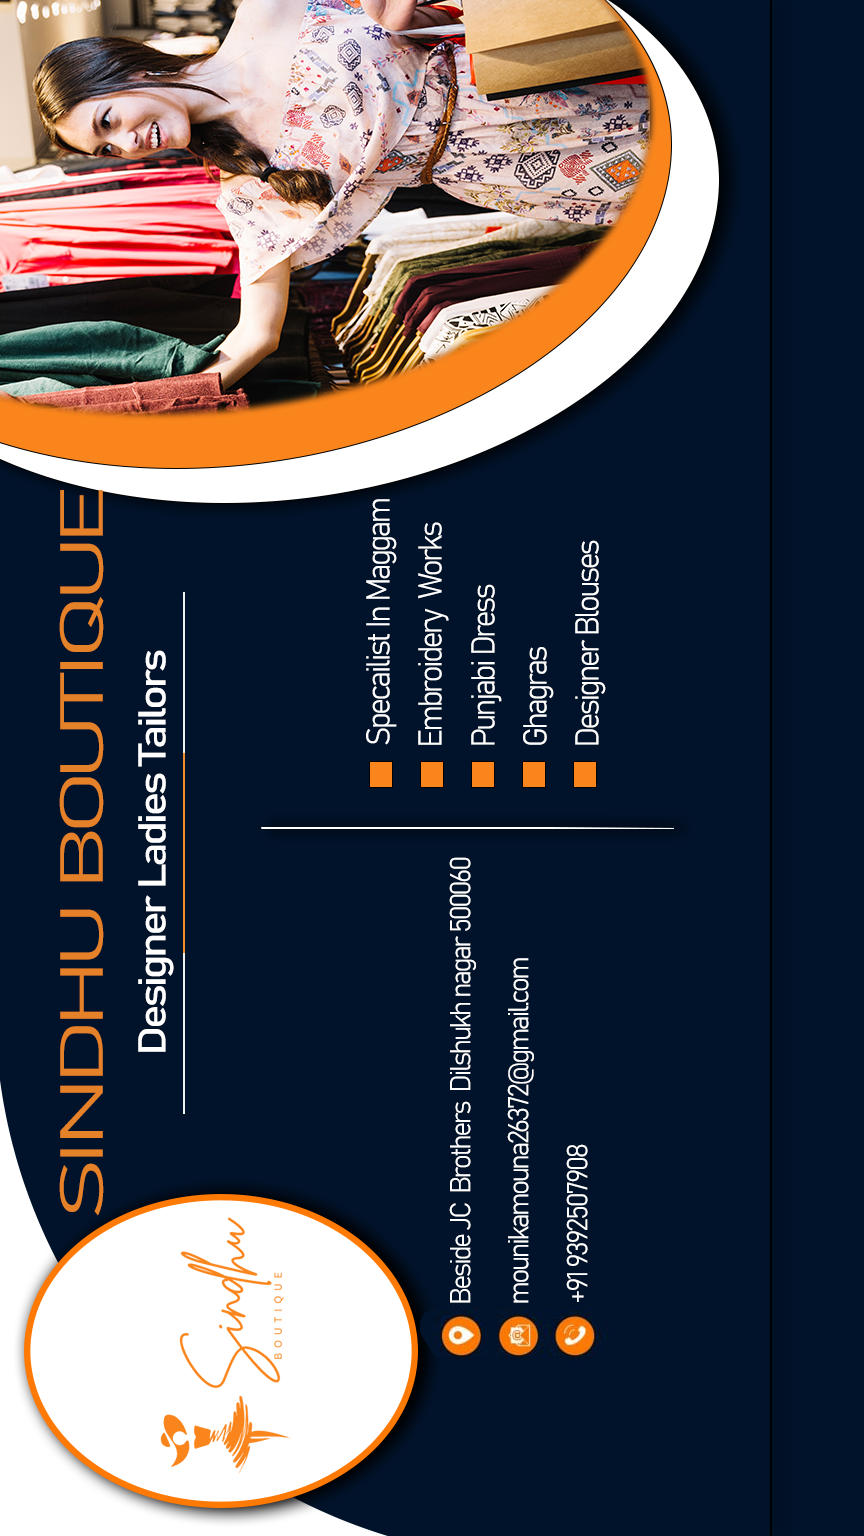 SINDHU BOUTIQUE
Designer Ladies Tailors
Sindhu
BOUTIQUE
Beside JC Brothers Dilshukh nagar 500060
mounikamouna26372@gmail.com
+91 9392507908
Specailist In Maggam
Embroidery Works
Punjabi Dress
Ghagras
Designer Blouses